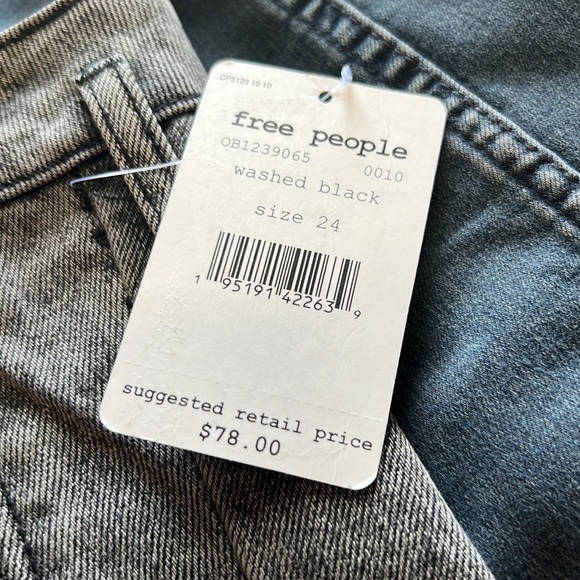 CP5123 10 10
free people
OB1239065 0010
washed black
size 24
1 95191 42263 9
suggested retail price
$78.00